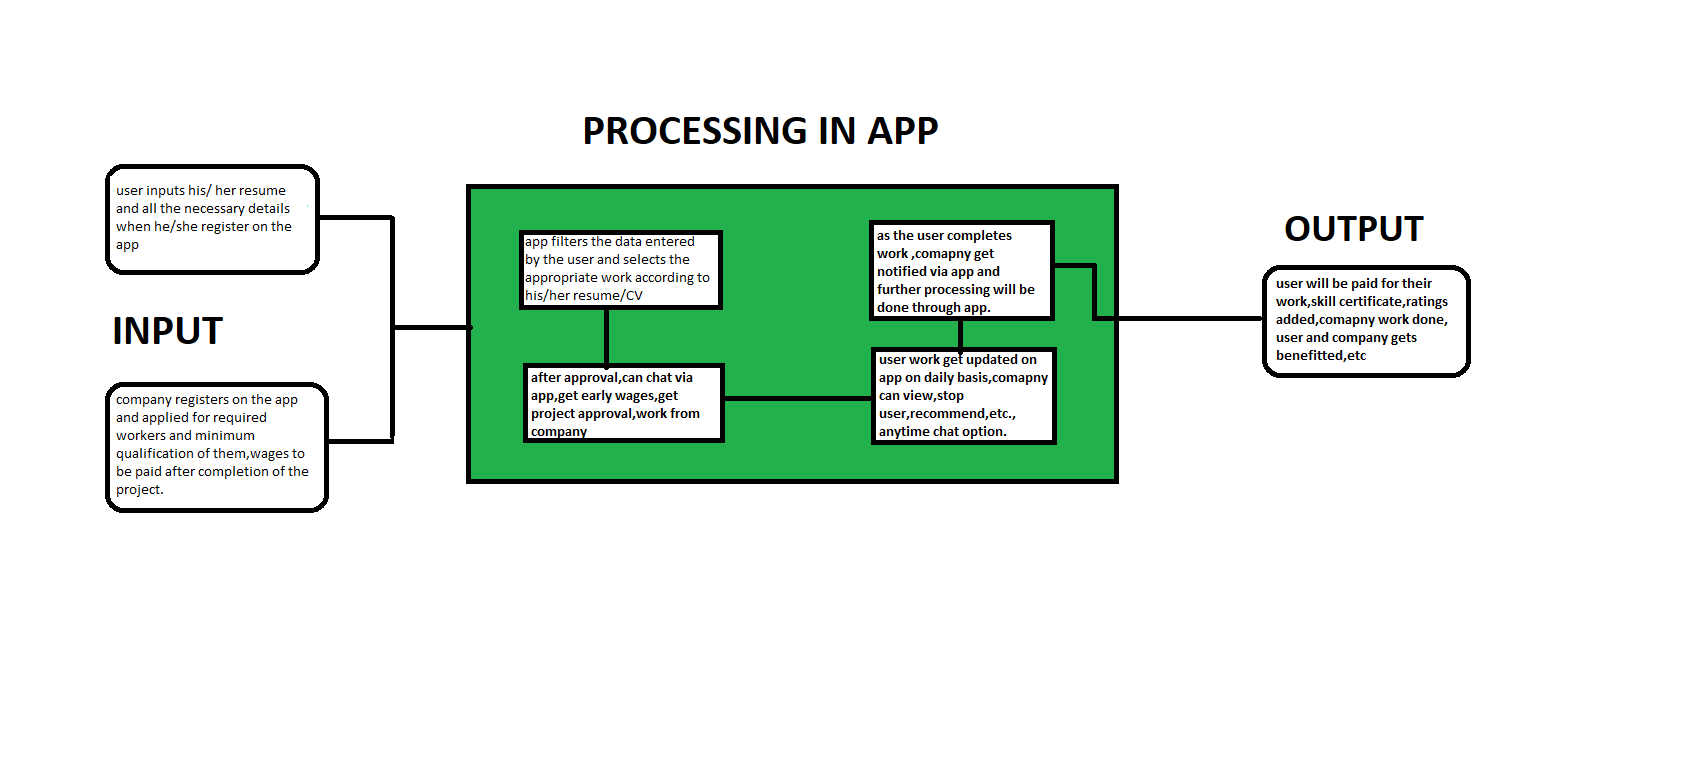 PROCESSING IN APP
user inputs his/ her resume
and all the necessary details
when he/she register on the
app
INPUT
company registers on the app
and applied for required
workers and minimum
qualification of them,wages to
be paid after completion of the
project.
app filters the data entered
by the user and selects the
appropriate work according to
his/her resume/CV
after approval,can chat via
app,get early wages,get
project approval,work from
company
user work get updated on
app on daily basis,comapny
can view,stop
user,recommend,etc.,
anytime chat option.
as the user completes
work ,comapny get
notified via app and
further processing will be
done through app.
OUTPUT
user will be paid for their
work,skill certificate,ratings
added,comapny work done,
user and company gets
benefitted,etc